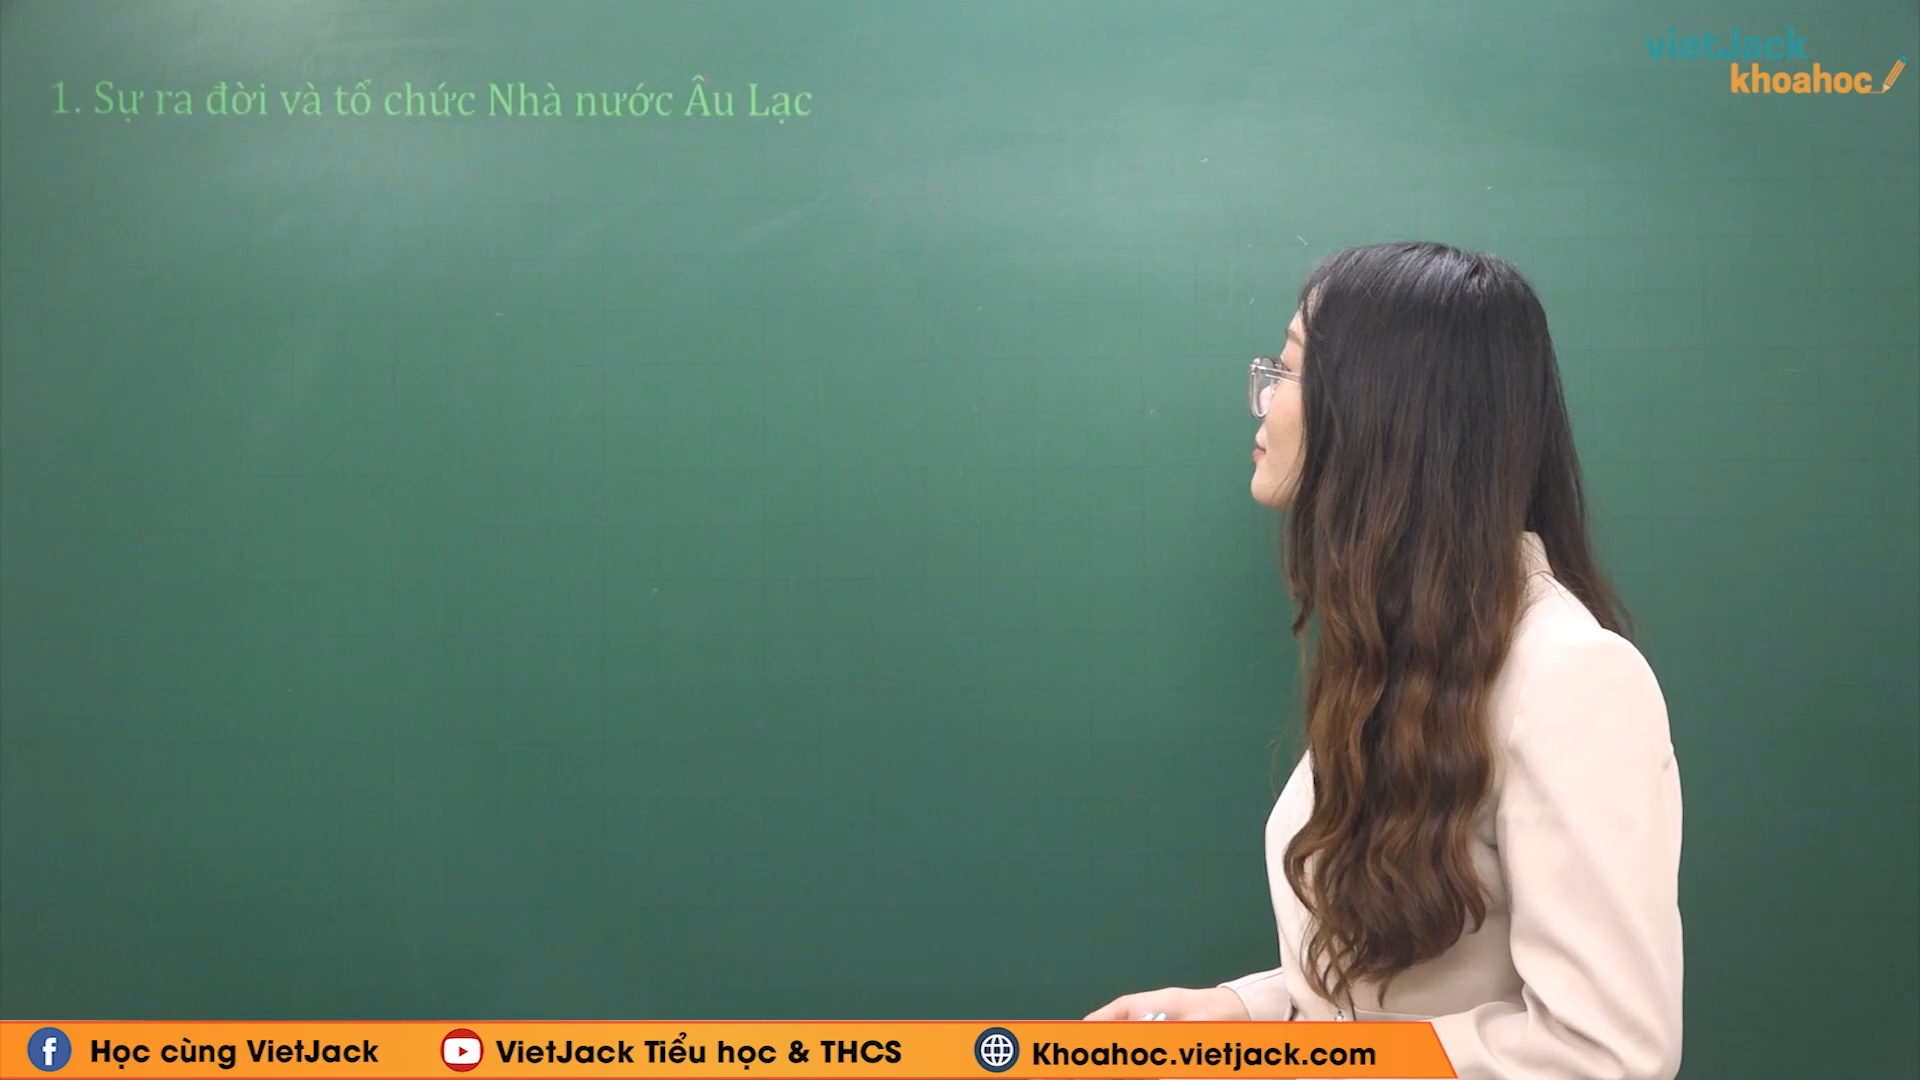 vietJack
khoahoc
1. Sự ra đời và tổ chức Nhà nước Âu Lạc
Học cùng VietJack
VietJack Tiểu học & THCS
Khoahoc.vietjack.com